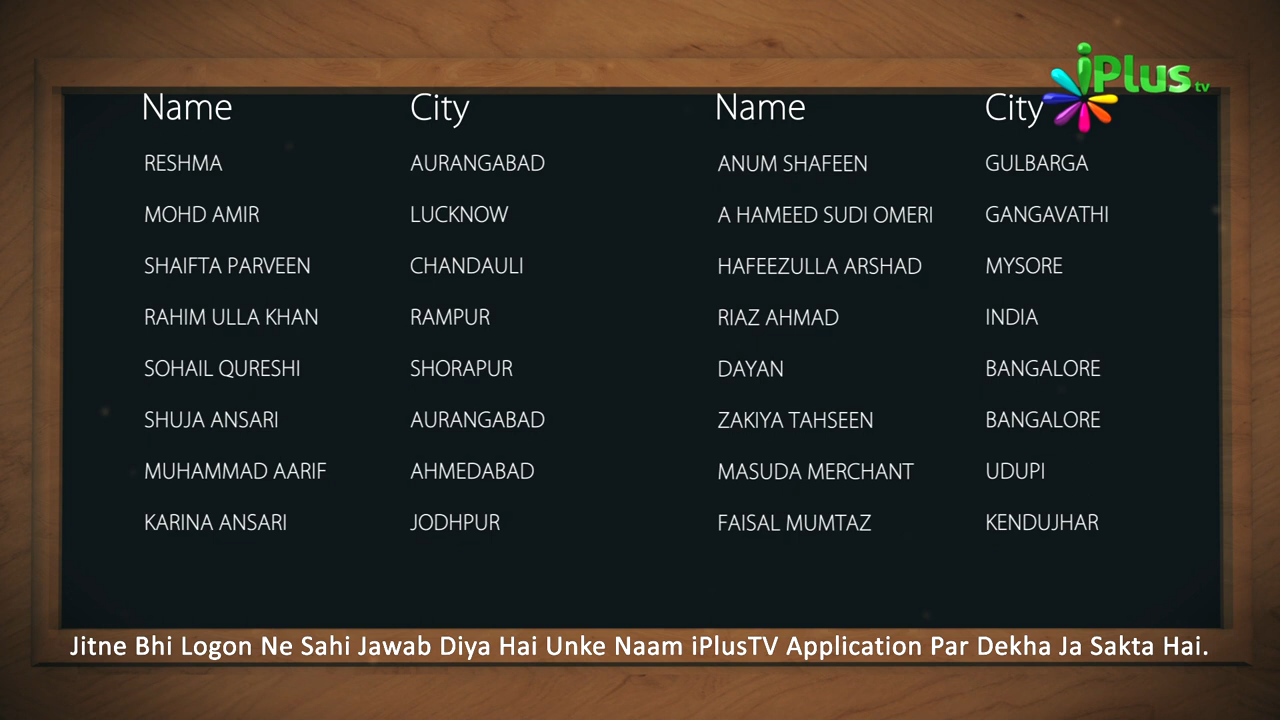 iPlus tv
Name City Name City
RESHMA AURANGABAD ANUM SHAFEEN GULBARGA
MOHD AMIR LUCKNOW A HAMEED SUDI OMERI GANGAVATHI
SHAIFTA PARVEEN CHANDAULI HAFEEZULLA ARSHAD MYSORE
RAHIM ULLA KHAN RAMPUR RIAZ AHMAD INDIA
SOHAIL QURESHI SHORAPUR DAYAN BANGALORE
SHUJA ANSARI AURANGABAD ZAKIYA TAHSEEN BANGALORE
MUHAMMAD AARIF AHMEDABAD MASUDA MERCHANT UDUPI
KARINA ANSARI JODHPUR FAISAL MUMTAZ KENDUJHAR
Jitne Bhi Logon Ne Sahi Jawab Diya Hai Unke Naam iPlusTV Application Par Dekha Ja Sakta Hai.